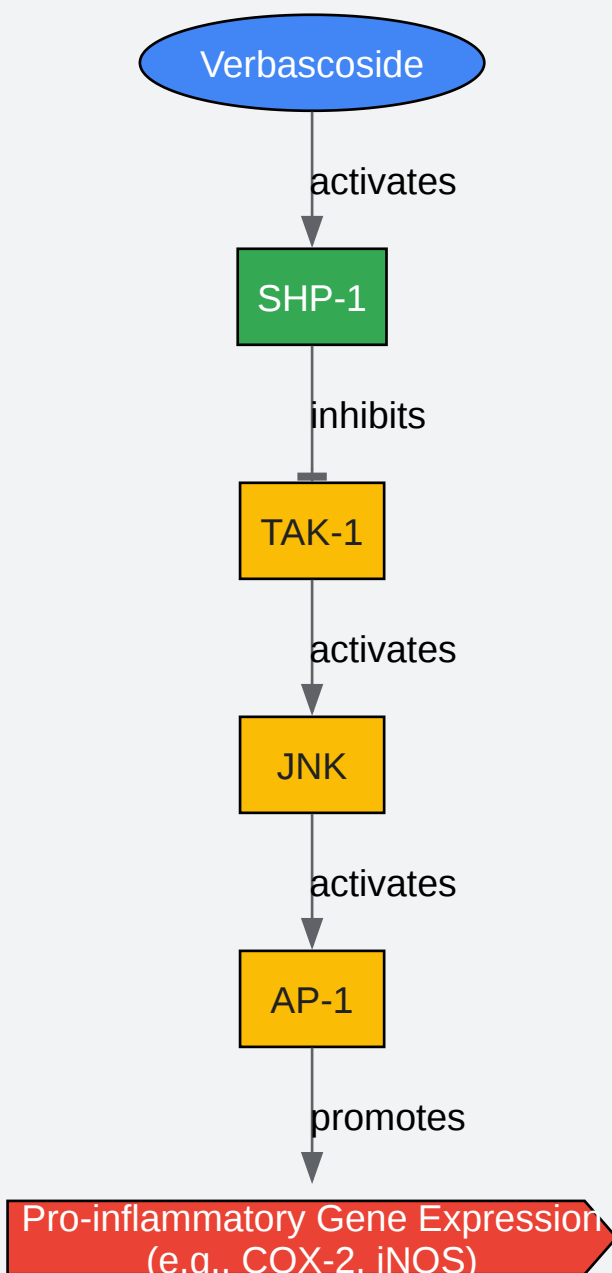 Verbascoside
activates
SHP-1
inhibits
TAK-1
activates
JNK
activates
AP-1
promotes
Pro-inflammatory Gene Expression
(e.g., COX-2, iNOS)